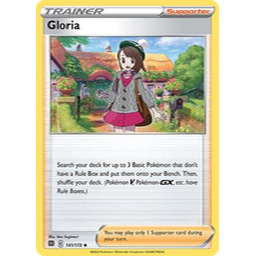 TRAINER
Supporter
Gloria
Search your deck for up to 3 Basic Pokémon that don't
have a Rule Box and put them onto your Bench. Then,
shuffle your deck. (Pokémon V, Pokémon-GX, etc. have
Rule Boxes.)
You may play only 1 Supporter card during
your turn.
141/172